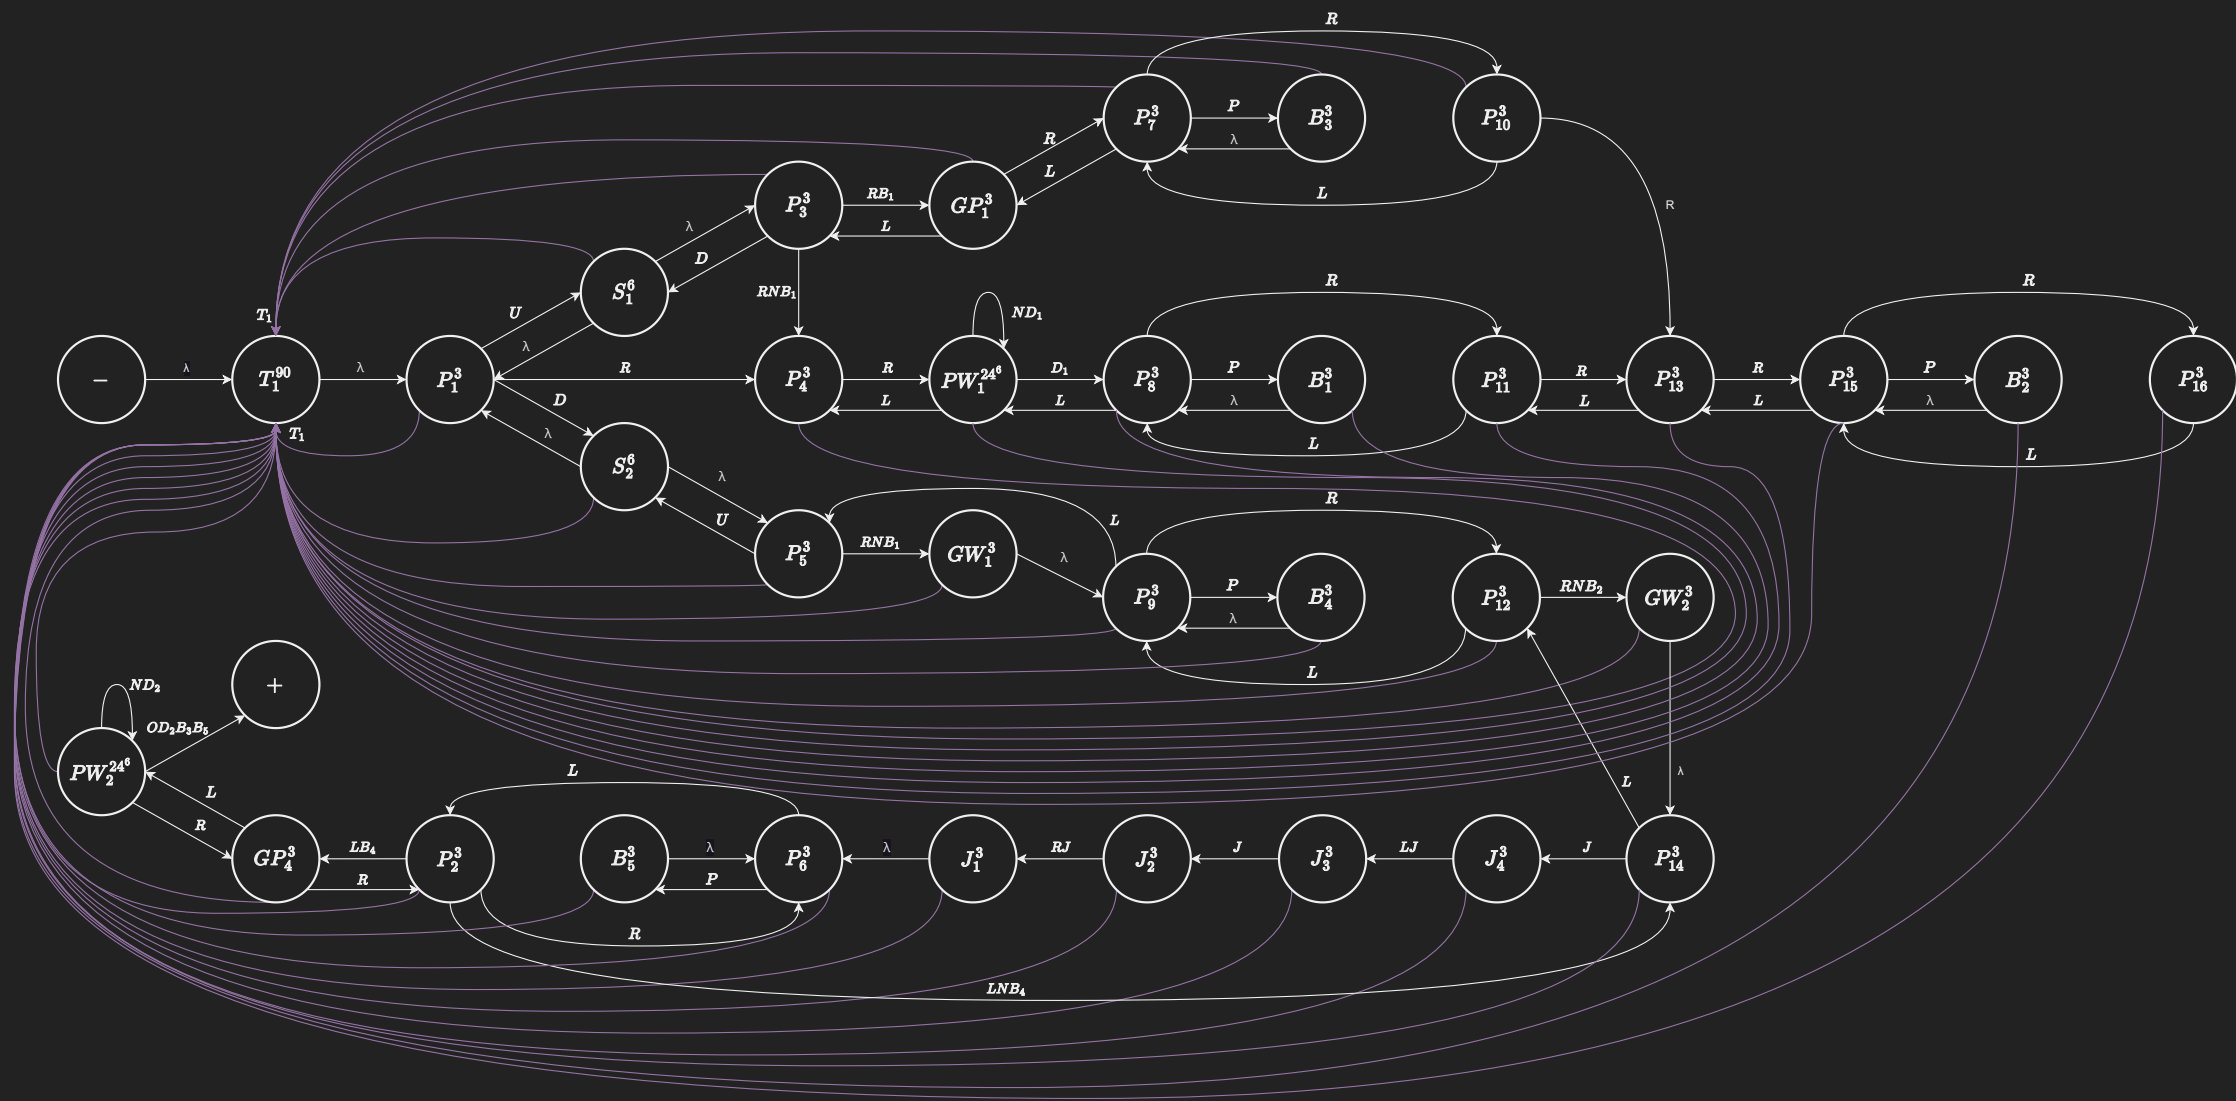 R
P₇³ P B₃³ P₁₀³
λ
R
L
L
R
P₃³ RB₁ GP₁³
L
λ
D
S₁⁶
RNB₁
R
R
U
ND₁
T₁
λ
− λ T₁⁹⁰ λ P₁³ R P₄³ R PW₁²⁴⁶ D₁ P₈³ P B₁³ P₁₁³ R P₁₃³ R P₁₅³ P B₂³ P₁₆³
D L L λ L L λ
T₁
λ
L
L
S₂⁶
λ
R
U
L
P₅³ RNB₁ GW₁³
λ
P₉³ P B₄³ P₁₂³ RNB₂ GW₂³
λ
L
+
ND₂
OD₂B₃B₅
PW₂²⁴⁶
L
L
λ
L
R
GP₄³ LB₄ P₂³ B₅³ λ P₆³ λ J₁³ RJ J₂³ J J₃³ LJ J₄³ J P₁₄³
R P
R
LNB₄